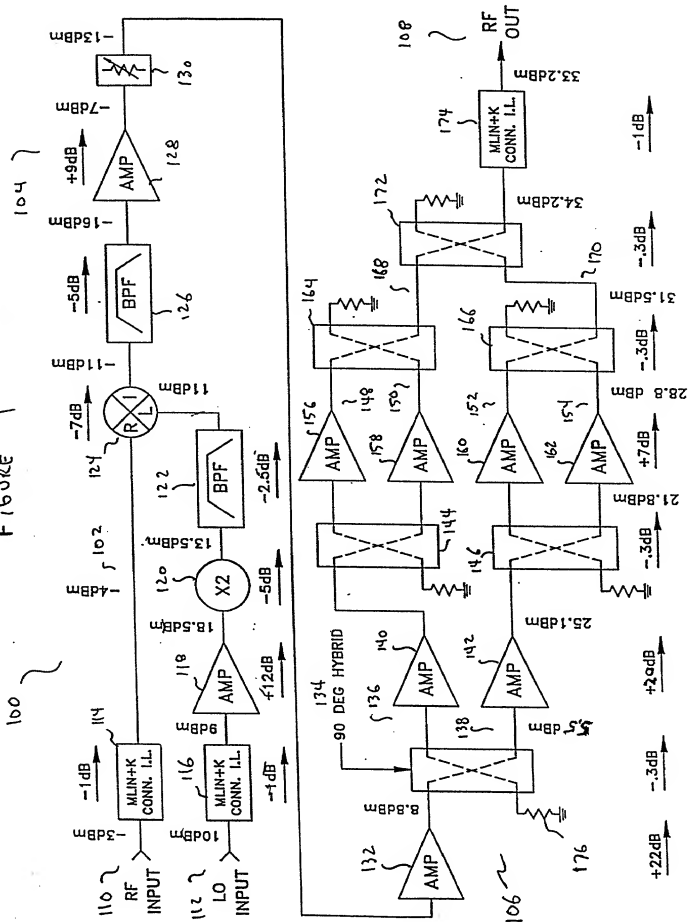 FIGURE 1
100
102
104
110
RF
INPUT
-3dBm
114
MLIN+K
CONN. I.L.
-1dB
-4dBm
124
R
I
L
-7dB
-11dBm
126
BPF
-5dB
-16dBm
128
AMP
+9dB
-7dBm
130
-13dBm
112
LO
INPUT
10dBm
116
MLIN+K
CONN. I.L.
-1dB
9dBm
118
AMP
+12dB
18.5dBm
120
X2
-5dB
13.5dBm
122
BPF
-2.5dB
11dBm
106
132
AMP
+22dB
8.8dBm
134
90 DEG HYBRID
176
-.3dB
136
138
5.5 dBm
140
AMP
142
AMP
+20dB
25.1dBm
144
146
-.3dB
21.8dBm
156
AMP
158
AMP
160
AMP
162
AMP
+7dB
148
150
152
154
28.8 dBm
164
166
-.3dB
31.5dBm
168
170
172
-.3dB
34.2dBm
174
MLIN+K
CONN. I.L.
-1dB
33.2dBm
108
RF
OUT